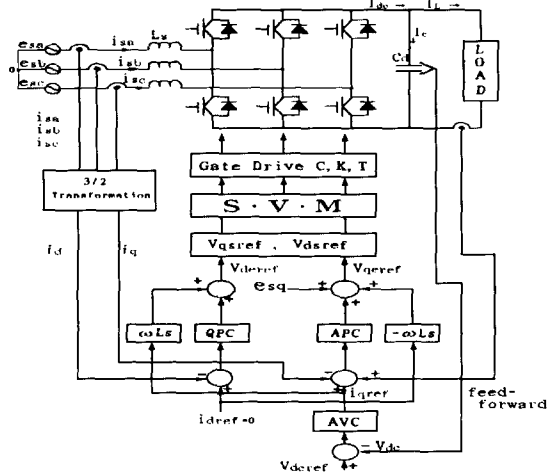 Idc → IL →
esa isa Ls
Ic
LOAD
esb isb
Cd
o
esc isc
isa
isb
isc
Gate Drive C, K, T
3/2
Transformation
S · V · M
id iq
Vqsref , Vdsref
Vderef Vqeref
+ esq + +
+ +
ωLs QPC APC -ωLs
- - +
+ +
iqref
feed-
forward
idref=0
AVC
- Vdc
Vdcref +